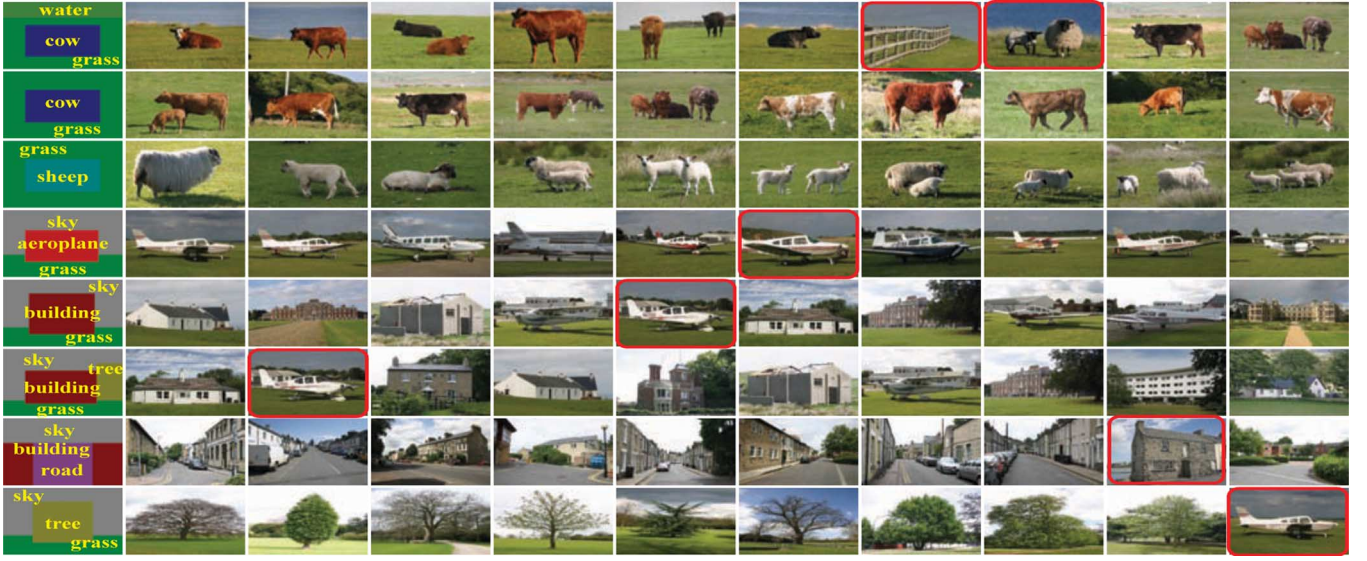 water
cow
grass
cow
grass
grass
sheep
sky
aeroplane
grass
sky
building
grass
sky
tree
building
grass
sky
building
road
sky
tree
grass